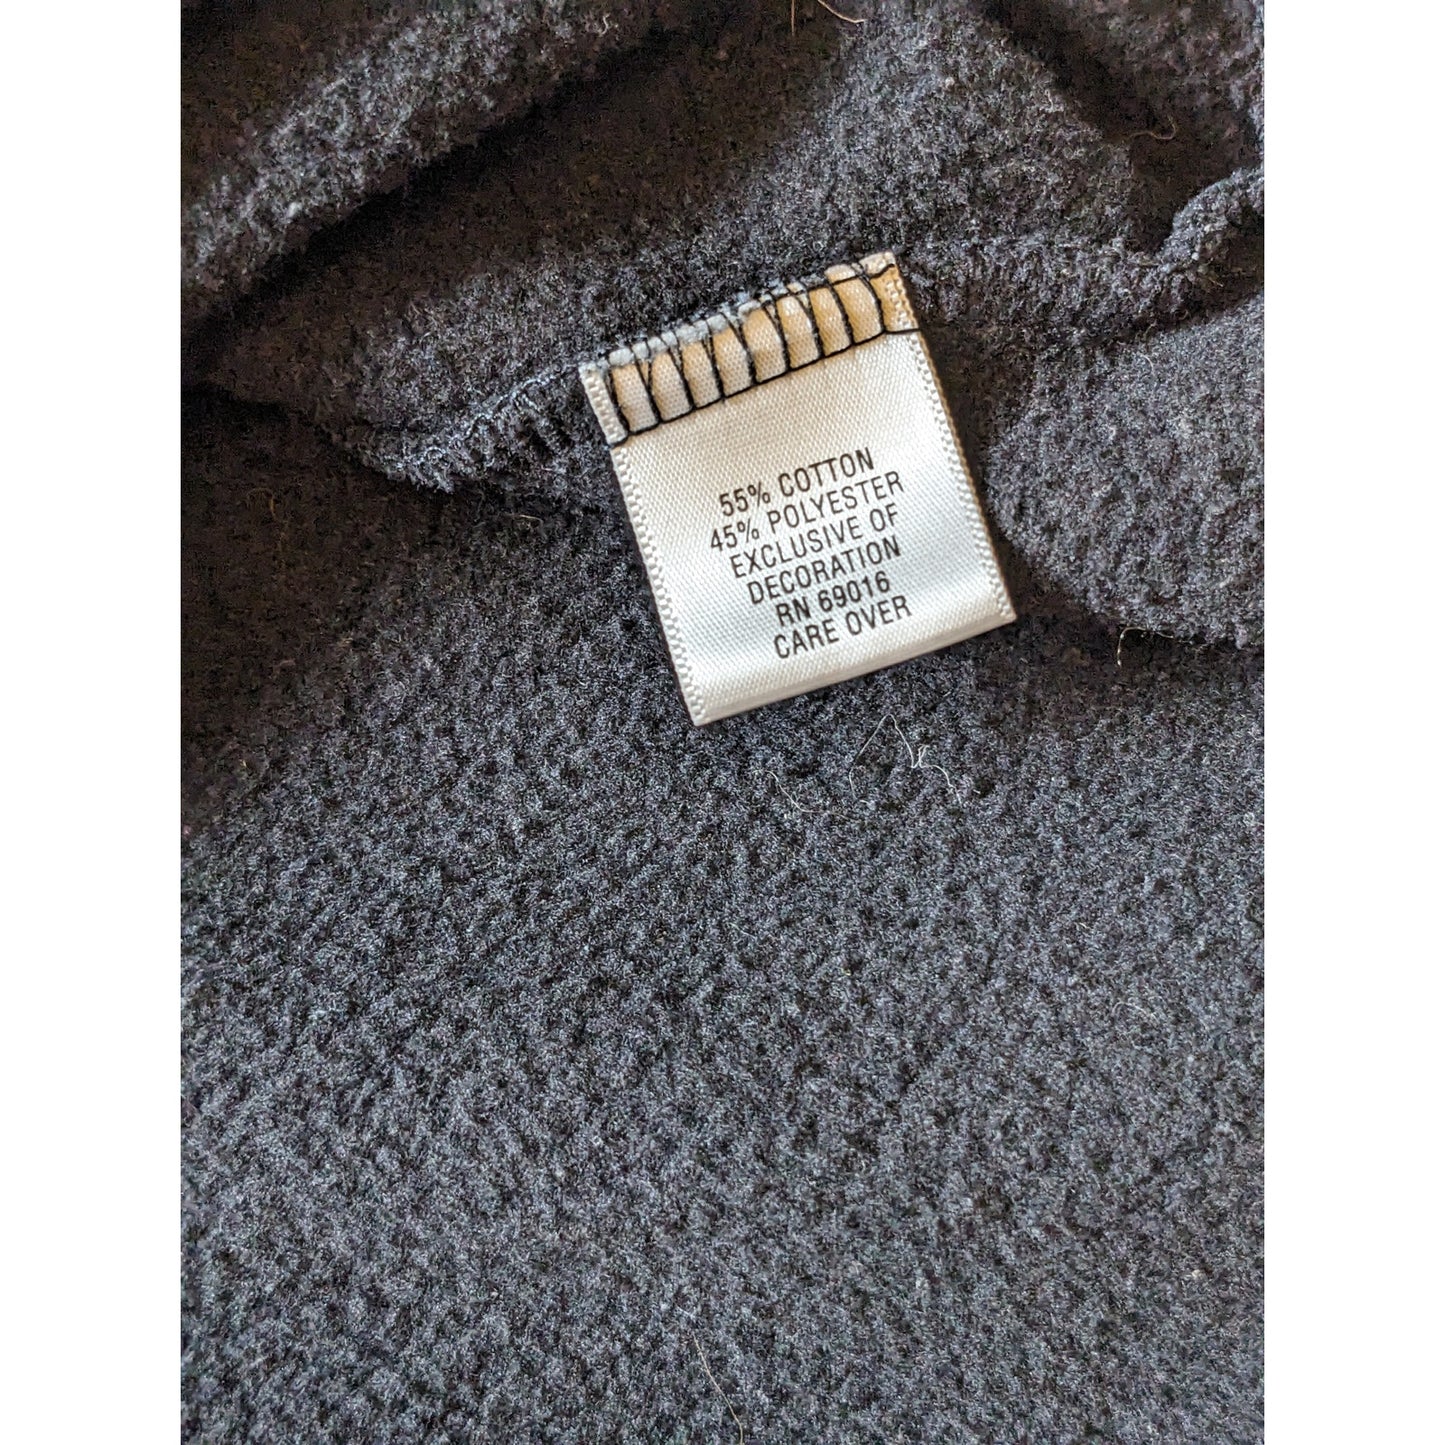 55% COTTON
45% POLYESTER
EXCLUSIVE OF
DECORATION
RN 69016
CARE OVER